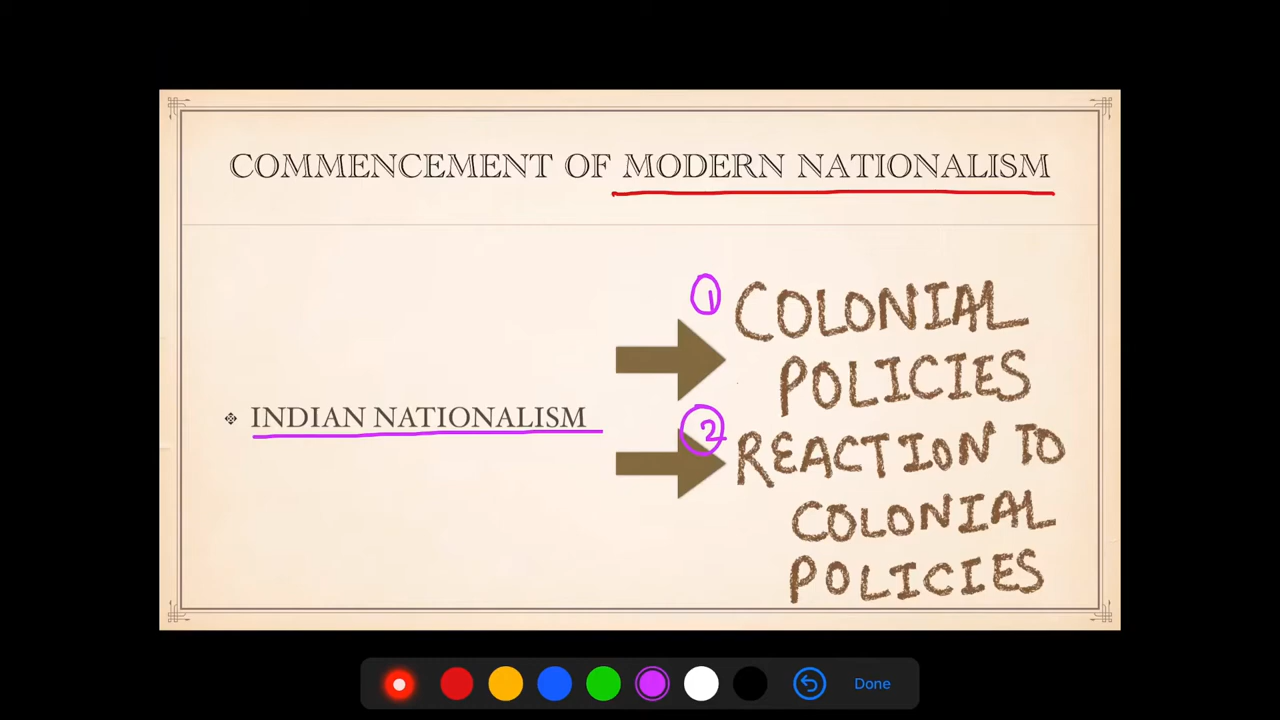 COMMENCEMENT OF MODERN NATIONALISM
❖ INDIAN NATIONALISM
1 COLONIAL
POLICIES
2 REACTION TO
COLONIAL
POLICIES
Done